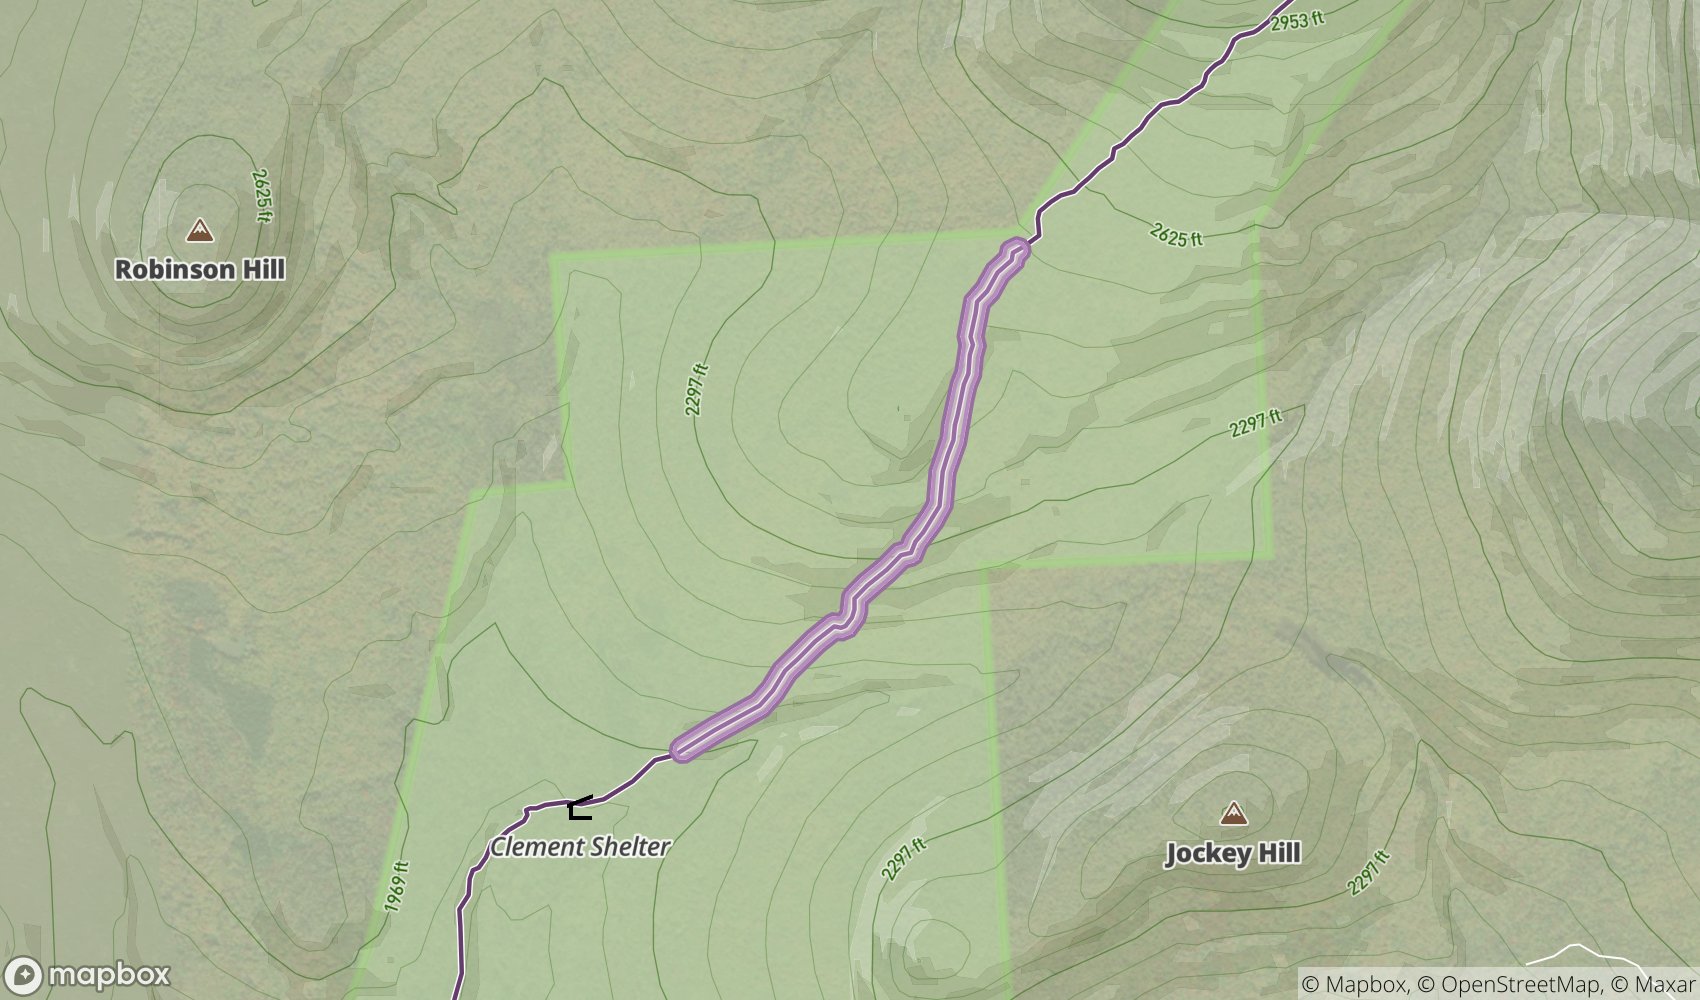 2953 ft
2625 ft
2625 ft
Robinson Hill
2297 ft
2297 ft
Clement Shelter
2297 ft
Jockey Hill
2297 ft
1969 ft
mapbox
© Mapbox, © OpenStreetMap, © Maxar